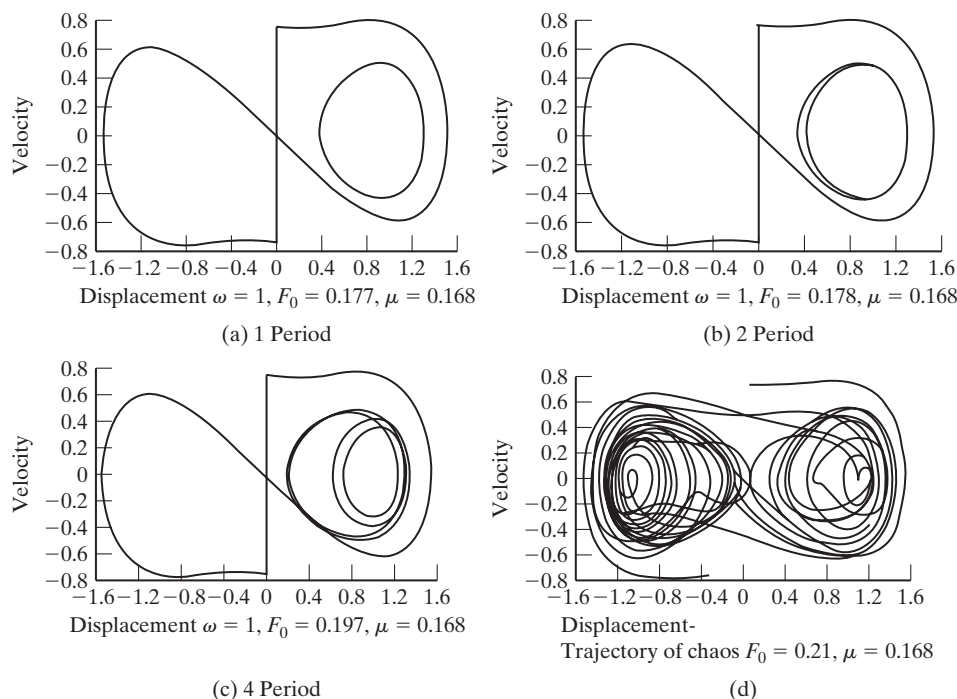 Velocity
0.8
0.6
0.4
0.2
0
−0.2
−0.4
−0.6
−0.8
−1.6 −1.2 −0.8 −0.4 0 0.4 0.8 1.2 1.6
Displacement ω = 1, F0 = 0.177, μ = 0.168
(a) 1 Period
Velocity
0.8
0.6
0.4
0.2
0
−0.2
−0.4
−0.6
−0.8
−1.6 −1.2 −0.8 −0.4 0 0.4 0.8 1.2 1.6
Displacement ω = 1, F0 = 0.178, μ = 0.168
(b) 2 Period
Velocity
0.8
0.6
0.4
0.2
0
−0.2
−0.4
−0.6
−0.8
−1.6 −1.2 −0.8 −0.4 0 0.4 0.8 1.2 1.6
Displacement ω = 1, F0 = 0.197, μ = 0.168
(c) 4 Period
Velocity
0.8
0.6
0.4
0.2
0
−0.2
−0.4
−0.6
−0.8
−1.6 −1.2 −0.8 −0.4 0 0.4 0.8 1.2 1.6
Displacement-
Trajectory of chaos F0 = 0.21, μ = 0.168
(d)